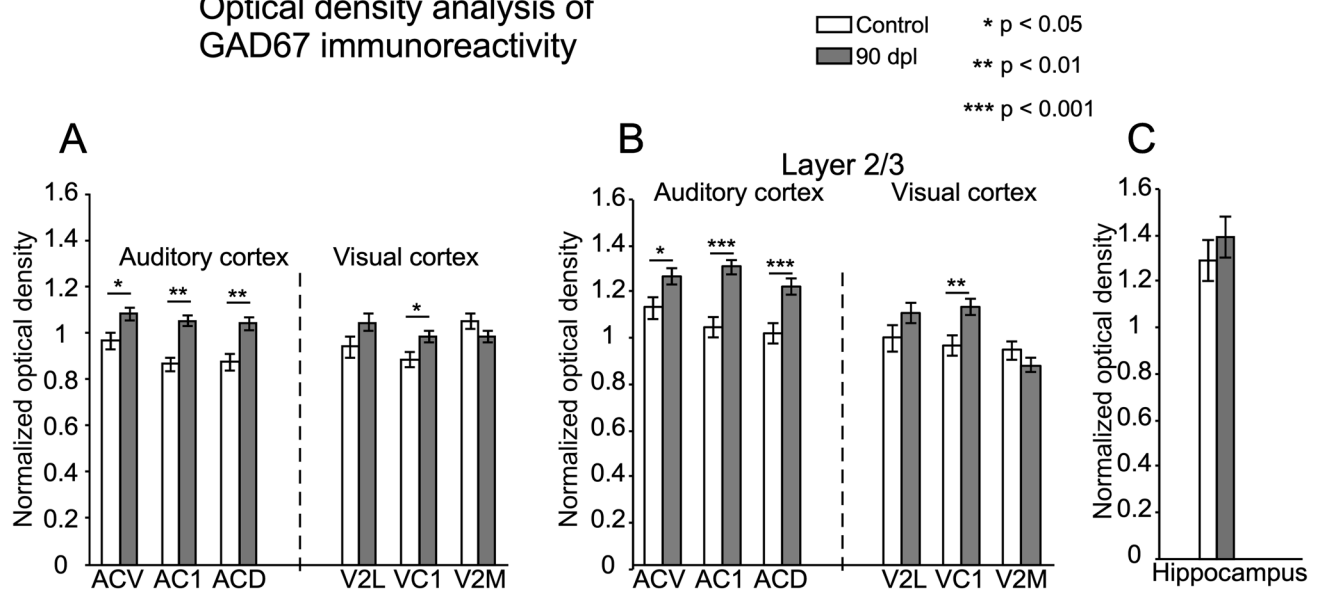 Optical density analysis of
GAD67 immunoreactivity
Control
90 dpl
* p < 0.05
** p < 0.01
*** p < 0.001
A
Normalized optical density
1.6
1.4
1.2
1
0.8
0.6
0.4
0.2
0
Auditory cortex
Visual cortex
*
**
**
*
ACV AC1 ACD V2L VC1 V2M
B
Layer 2/3
Auditory cortex
Visual cortex
Normalized optical density
1.6
1.4
1.2
1
0.8
0.6
0.4
0.2
0
*
***
***
**
ACV AC1 ACD V2L VC1 V2M
C
Normalized optical density
1.6
1.4
1.2
1
0.8
0.6
0.4
0.2
0
Hippocampus